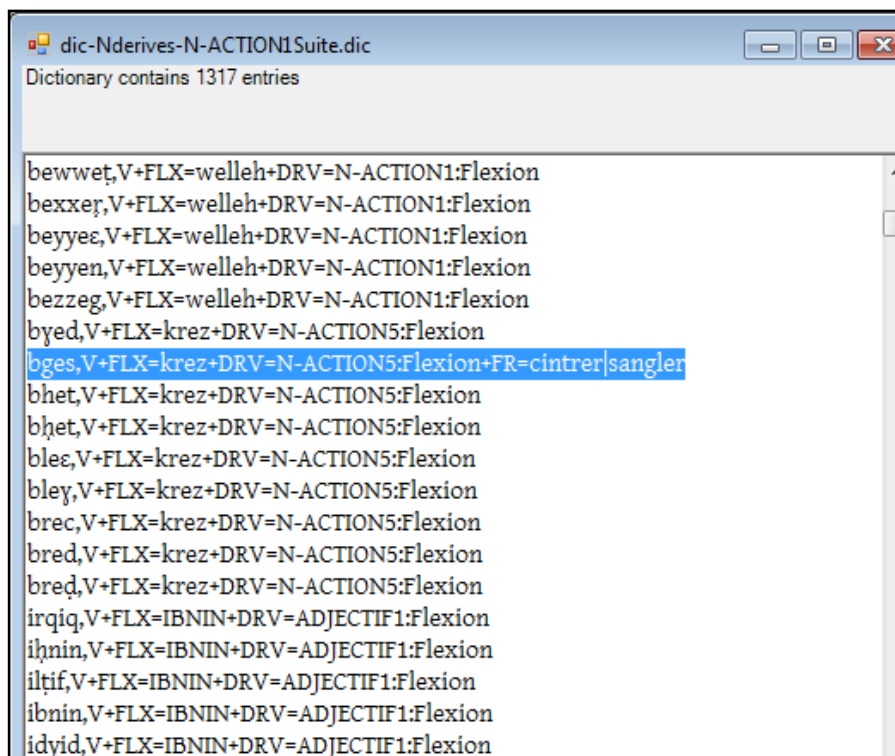 dic-Nderives-N-ACTION1Suite.dic
Dictionary contains 1317 entries
bewweṭ,V+FLX=welleh+DRV=N-ACTION1:Flexion
bexxeṛ,V+FLX=welleh+DRV=N-ACTION1:Flexion
beyyeɛ,V+FLX=welleh+DRV=N-ACTION1:Flexion
beyyen,V+FLX=welleh+DRV=N-ACTION1:Flexion
bezzeg,V+FLX=welleh+DRV=N-ACTION1:Flexion
bɣed,V+FLX=krez+DRV=N-ACTION5:Flexion
bges,V+FLX=krez+DRV=N-ACTION5:Flexion+FR=cintrer|sangler
bhet,V+FLX=krez+DRV=N-ACTION5:Flexion
bḥet,V+FLX=krez+DRV=N-ACTION5:Flexion
bleɛ,V+FLX=krez+DRV=N-ACTION5:Flexion
bleɣ,V+FLX=krez+DRV=N-ACTION5:Flexion
brec,V+FLX=krez+DRV=N-ACTION5:Flexion
bred,V+FLX=krez+DRV=N-ACTION5:Flexion
breḍ,V+FLX=krez+DRV=N-ACTION5:Flexion
irqiq,V+FLX=IBNIN+DRV=ADJECTIF1:Flexion
iḥnin,V+FLX=IBNIN+DRV=ADJECTIF1:Flexion
ilṭif,V+FLX=IBNIN+DRV=ADJECTIF1:Flexion
ibnin,V+FLX=IBNIN+DRV=ADJECTIF1:Flexion
idyid,V+FLX=IBNIN+DRV=ADJECTIF1:Flexion